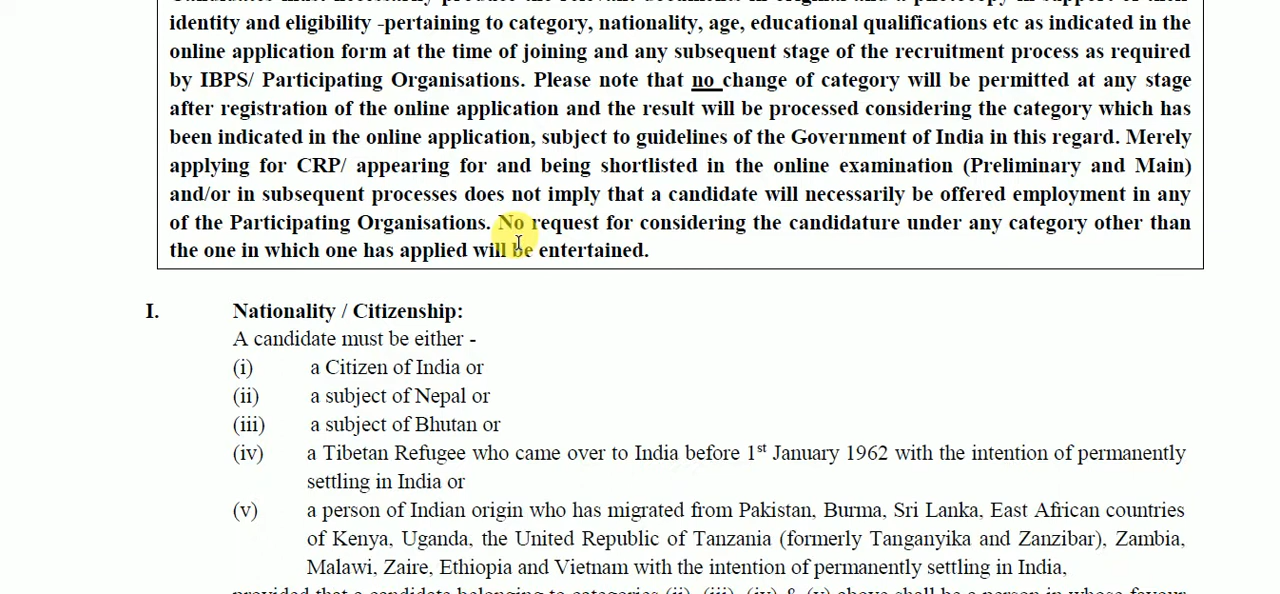 identity and eligibility -pertaining to category, nationality, age, educational qualifications etc as indicated in the
online application form at the time of joining and any subsequent stage of the recruitment process as required
by IBPS/ Participating Organisations. Please note that no change of category will be permitted at any stage
after registration of the online application and the result will be processed considering the category which has
been indicated in the online application, subject to guidelines of the Government of India in this regard. Merely
applying for CRP/ appearing for and being shortlisted in the online examination (Preliminary and Main)
and/or in subsequent processes does not imply that a candidate will necessarily be offered employment in any
of the Participating Organisations. No request for considering the candidature under any category other than
the one in which one has applied will be entertained.
I. Nationality / Citizenship:
A candidate must be either -
(i) a Citizen of India or
(ii) a subject of Nepal or
(iii) a subject of Bhutan or
(iv) a Tibetan Refugee who came over to India before 1st January 1962 with the intention of permanently
settling in India or
(v) a person of Indian origin who has migrated from Pakistan, Burma, Sri Lanka, East African countries
of Kenya, Uganda, the United Republic of Tanzania (formerly Tanganyika and Zanzibar), Zambia,
Malawi, Zaire, Ethiopia and Vietnam with the intention of permanently settling in India,